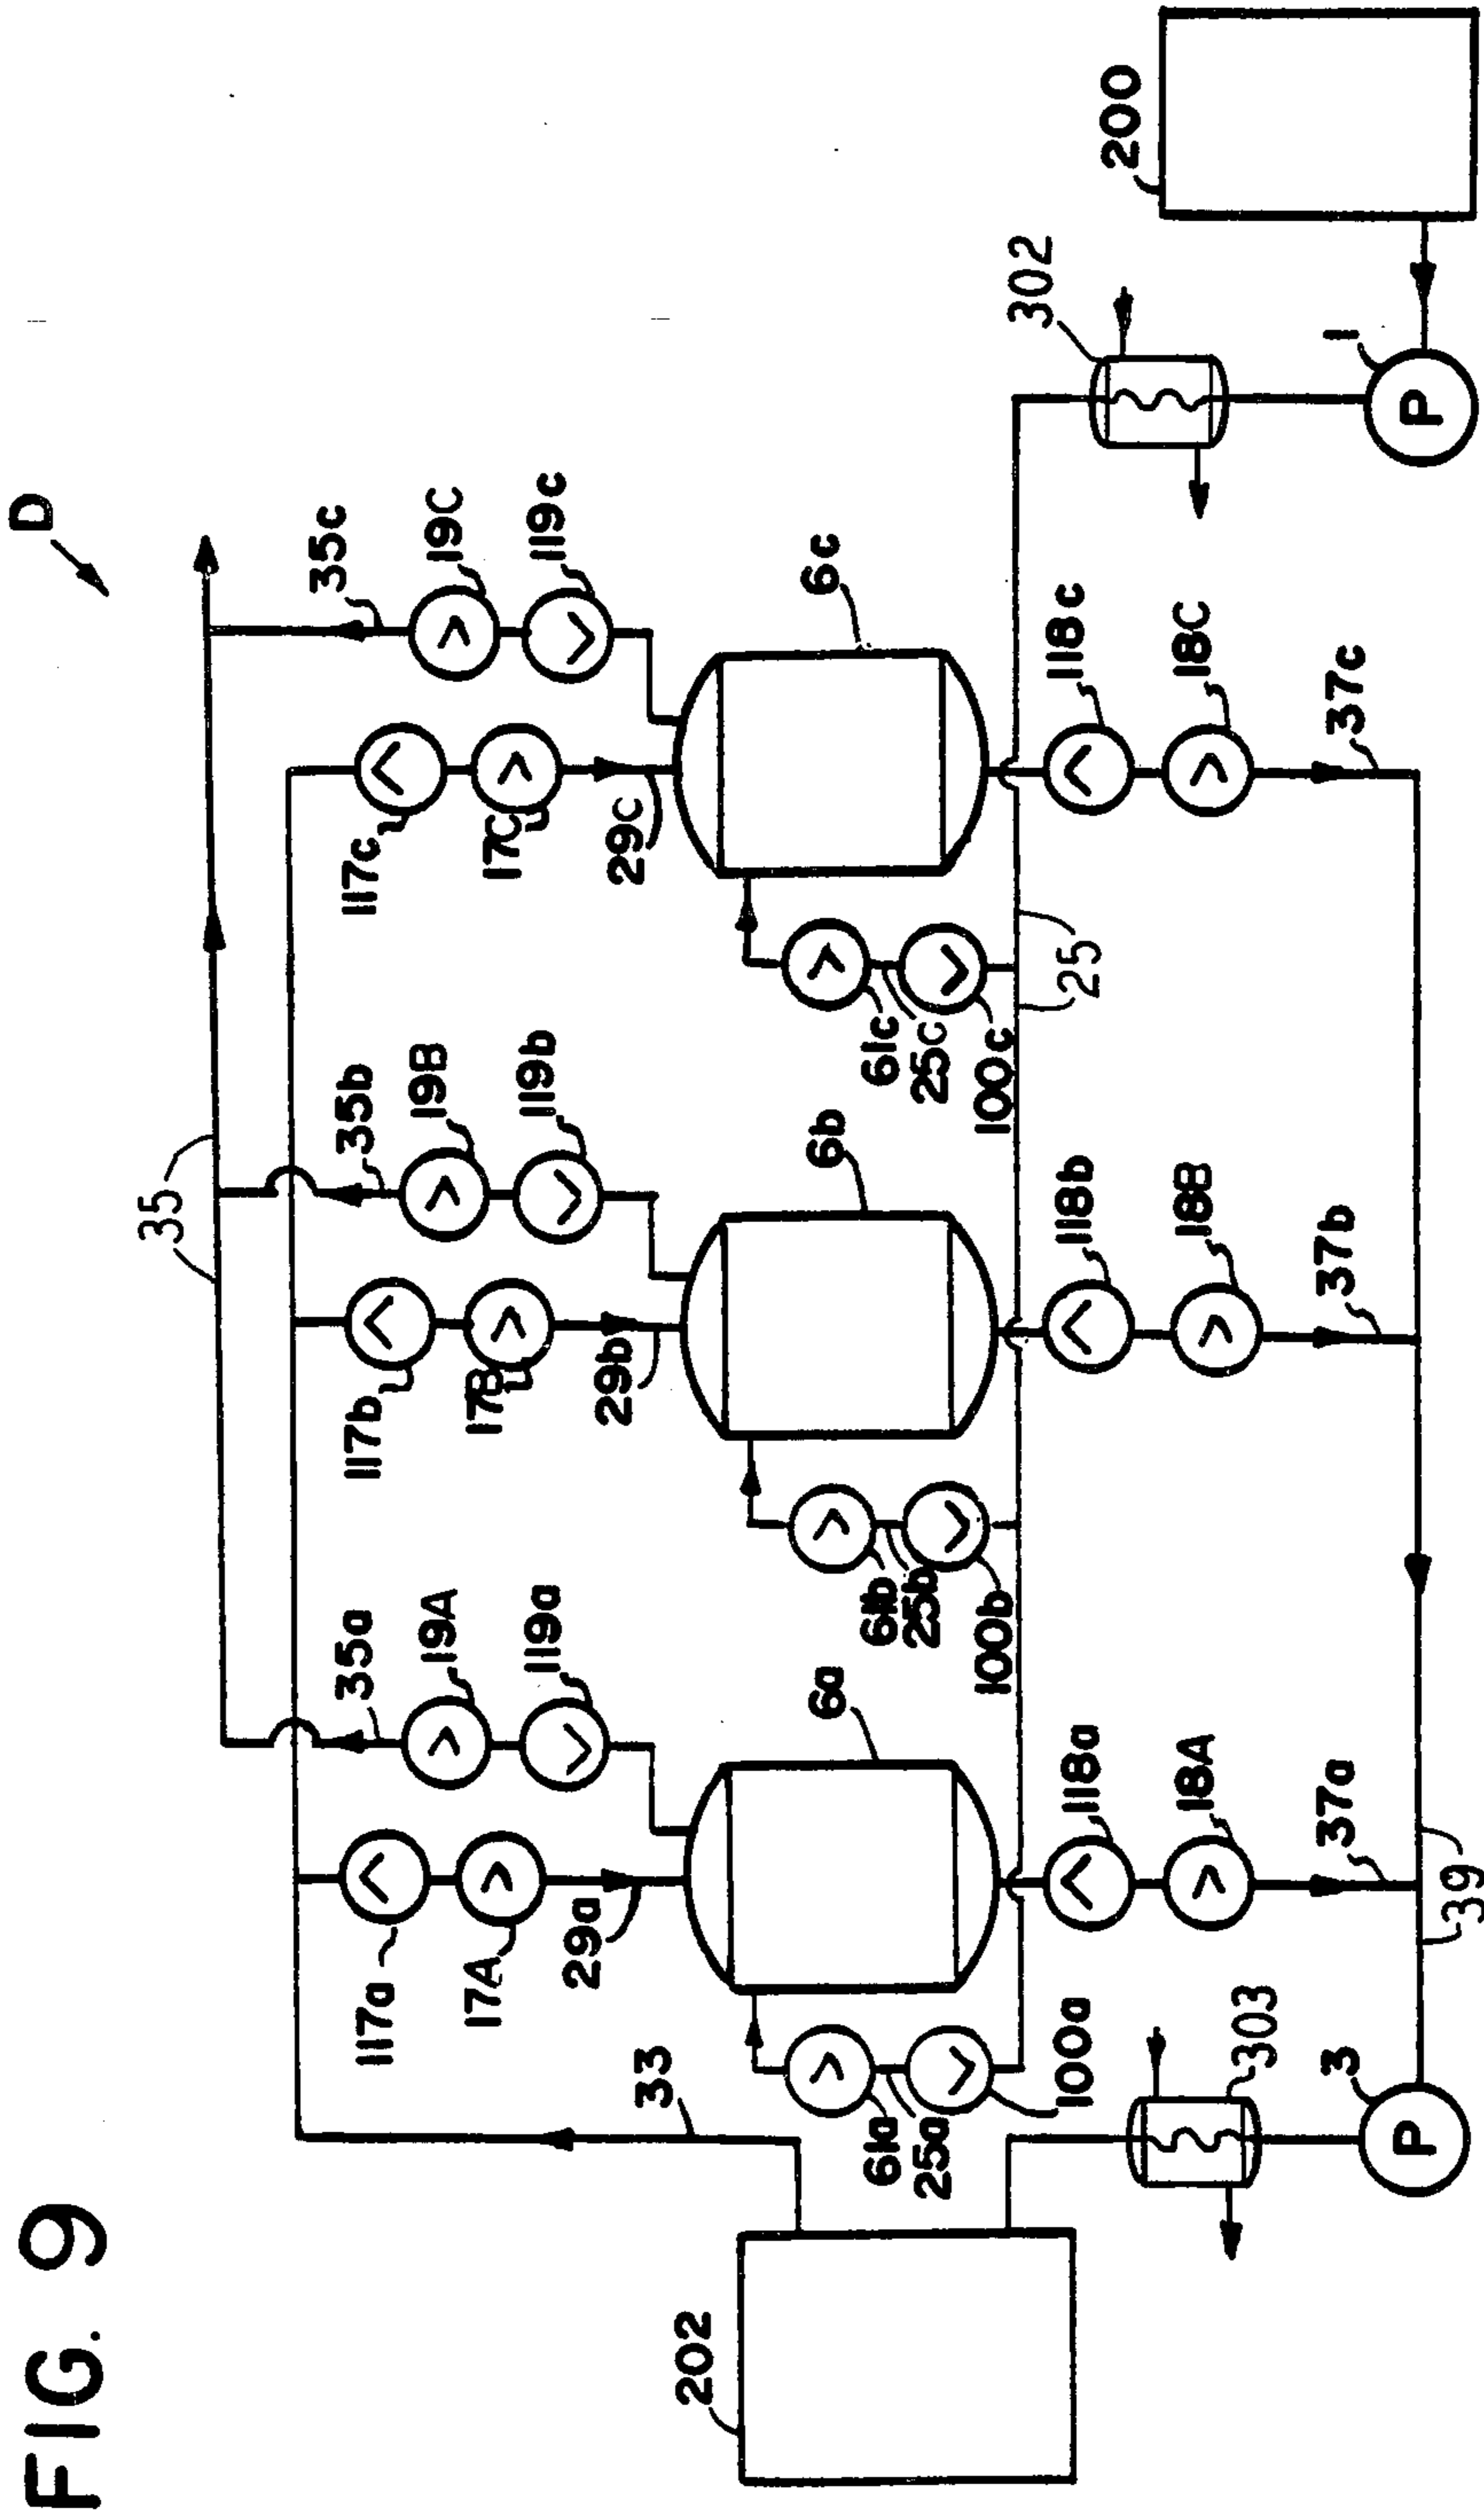 FIG. 9
D
35
35a
35b
35c
117a
19A
117b
19B
117c
19C
17A
119a
17B
119b
17C
119c
29a
29b
29c
33
202
6a
6b
6c
61a
25a
100a
61b
25b
100b
61c
25c
100c
25
302
200
118a
118b
118c
18A
18B
18C
303
37a
37b
37c
3
P
39
1
P